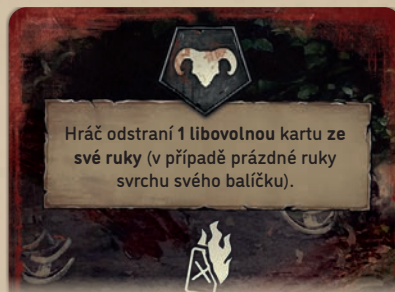 Hráč odstraní 1 libovolnou kartu ze
své ruky (v případě prázdné ruky
svrchu svého balíčku).